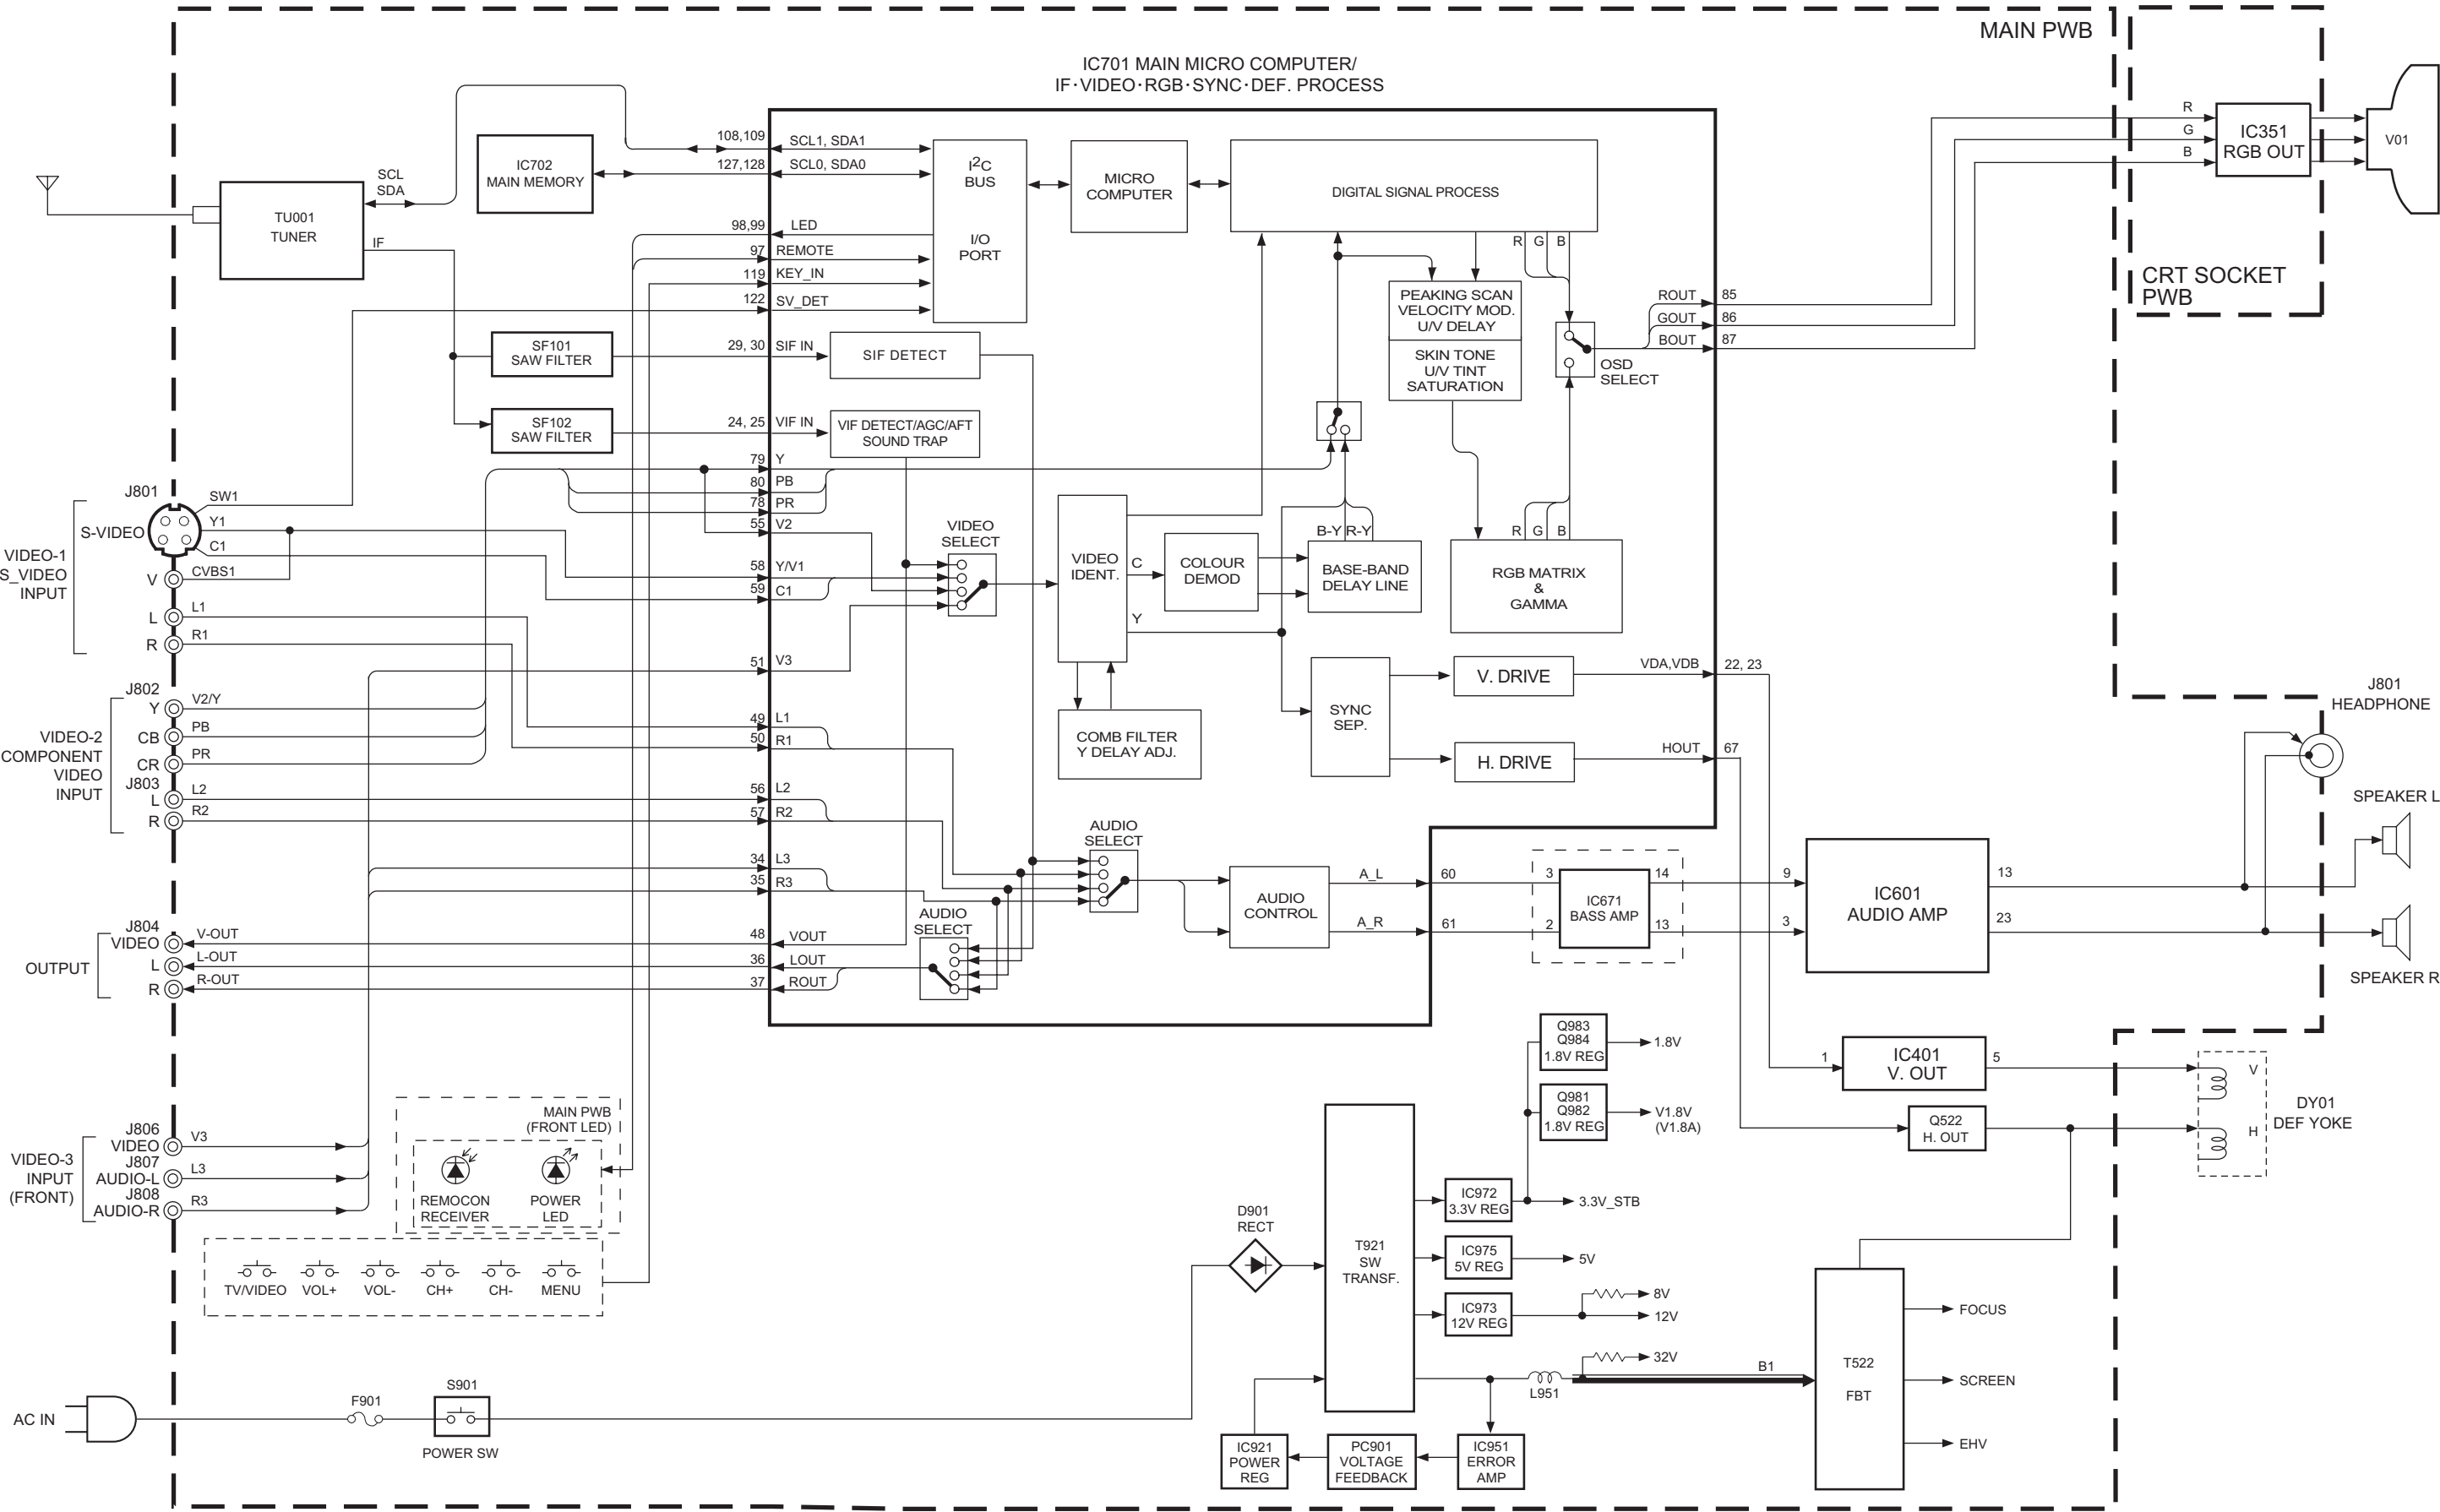 MAIN PWB
IC701 MAIN MICRO COMPUTER/
IF·VIDEO·RGB·SYNC·DEF. PROCESS
CRT SOCKET
PWB
R
G
B
IC351
RGB OUT
V01
TU001
TUNER
SCL
SDA
IF
IC702
MAIN MEMORY
108,109
SCL1, SDA1
127,128
SCL0, SDA0
98,99
LED
97
REMOTE
119
KEY_IN
122
SV_DET
I2C
BUS
I/O
PORT
MICRO
COMPUTER
DIGITAL SIGNAL PROCESS
R G B
PEAKING SCAN
VELOCITY MOD.
U/V DELAY
SKIN TONE
U/V TINT
SATURATION
OSD
SELECT
ROUT
85
GOUT
86
BOUT
87
SF101
SAW FILTER
29, 30
SIF IN
SIF DETECT
SF102
SAW FILTER
24, 25
VIF IN
VIF DETECT/AGC/AFT
SOUND TRAP
79
Y
80
PB
78
PR
55
V2
58
Y/V1
59
C1
VIDEO
SELECT
VIDEO
IDENT.
C
Y
COLOUR
DEMOD
B-Y
R-Y
BASE-BAND
DELAY LINE
R G B
RGB MATRIX
&
GAMMA
COMB FILTER
Y DELAY ADJ.
SYNC
SEP.
V. DRIVE
VDA,VDB
22, 23
H. DRIVE
HOUT
67
J801
S-VIDEO
SW1
Y1
C1
V
CVBS1
L
L1
R
R1
VIDEO-1
S_VIDEO
INPUT
51
V3
J802
Y
V2/Y
CB
PB
CR
PR
J803
L
L2
R
R2
VIDEO-2
COMPONENT
VIDEO
INPUT
49
L1
50
R1
56
L2
57
R2
34
L3
35
R3
AUDIO
SELECT
AUDIO
SELECT
AUDIO
CONTROL
A_L
60
A_R
61
3
2
IC671
BASS AMP
14
13
9
3
IC601
AUDIO AMP
13
23
J801
HEADPHONE
SPEAKER L
SPEAKER R
J804
VIDEO
V-OUT
L
L-OUT
R
R-OUT
OUTPUT
48
VOUT
36
LOUT
37
ROUT
J806
VIDEO
V3
J807
AUDIO-L
L3
J808
AUDIO-R
R3
VIDEO-3
INPUT
(FRONT)
MAIN PWB
(FRONT LED)
REMOCON
RECEIVER
POWER
LED
TV/VIDEO
VOL+
VOL-
CH+
CH-
MENU
Q983
Q984
1.8V REG
1.8V
Q981
Q982
1.8V REG
V1.8V
(V1.8A)
1
IC401
V. OUT
5
Q522
H. OUT
V
H
DY01
DEF YOKE
D901
RECT
T921
SW
TRANSF.
IC972
3.3V REG
3.3V_STB
IC975
5V REG
5V
IC973
12V REG
8V
12V
32V
L951
B1
T522
FBT
FOCUS
SCREEN
EHV
AC IN
F901
S901
POWER SW
IC921
POWER
REG
PC901
VOLTAGE
FEEDBACK
IC951
ERROR
AMP